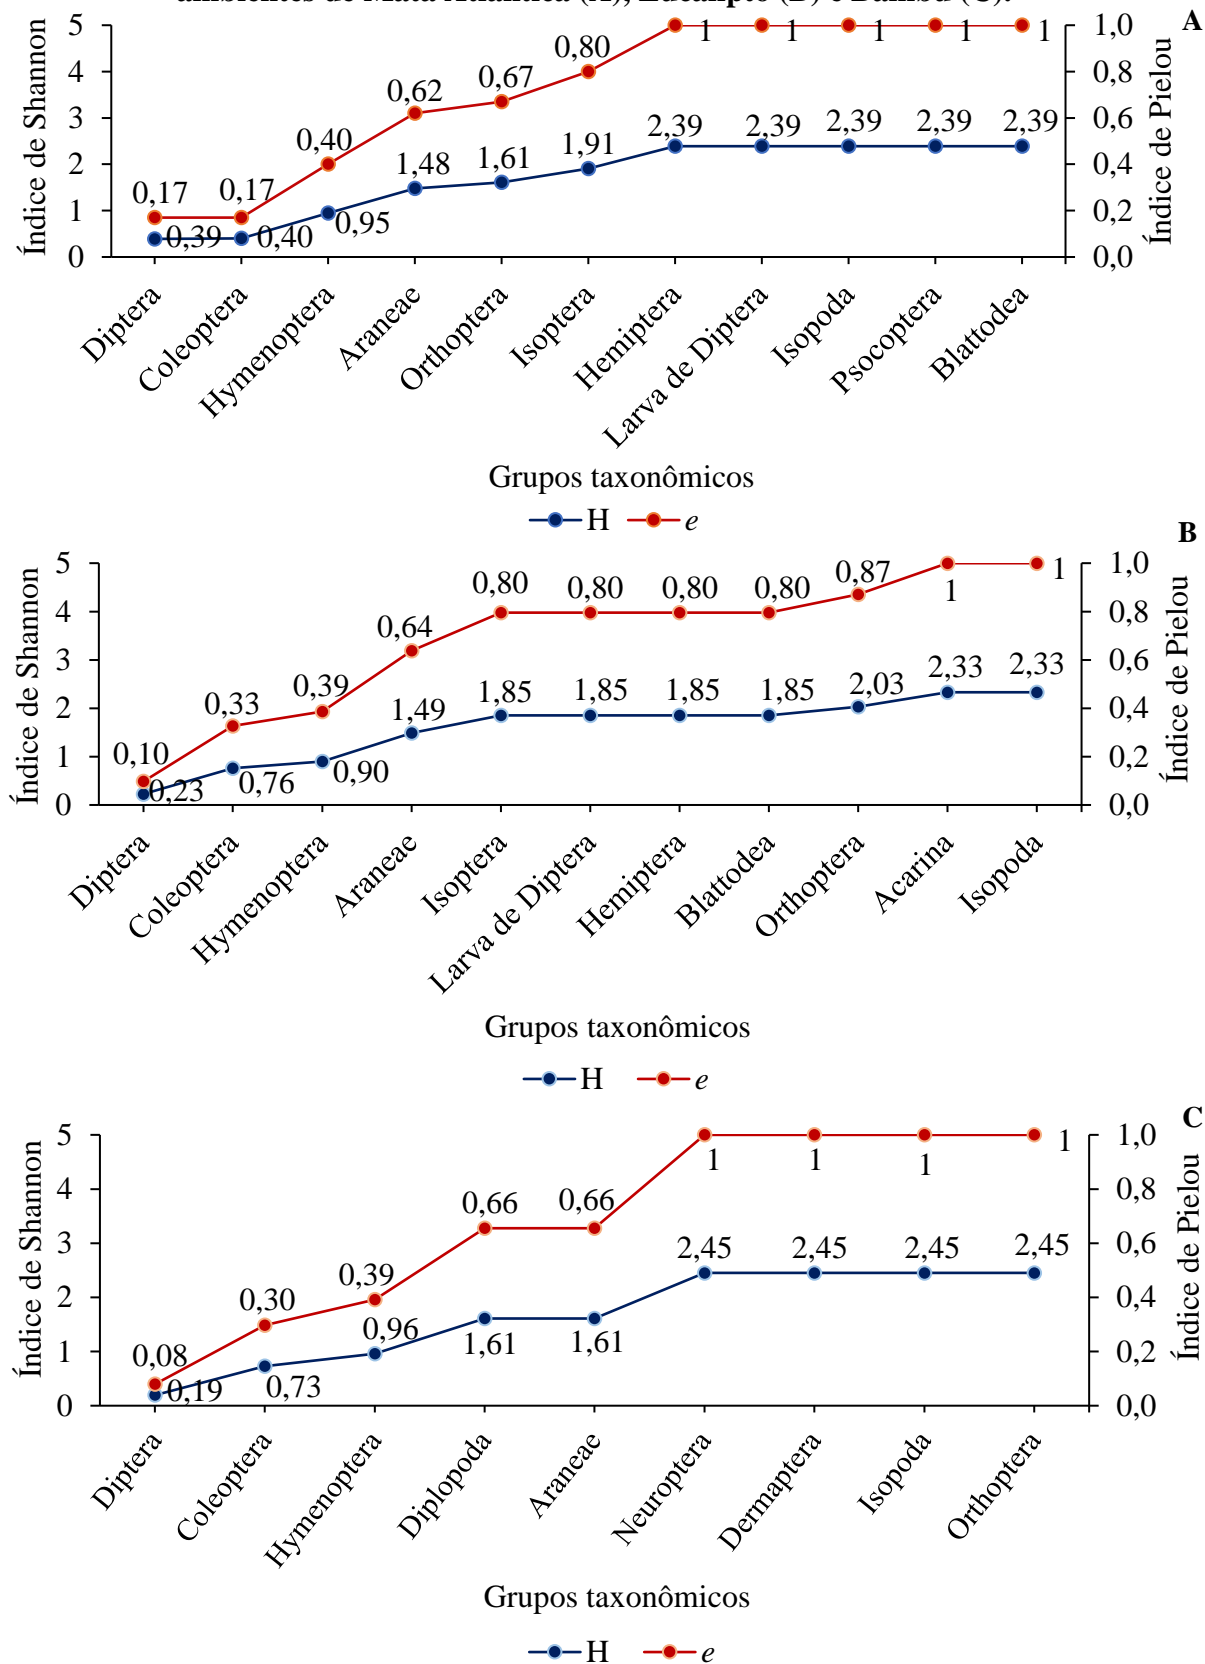 ambientes de Mata Atlântica (A), Eucalipto (B) e Bambu (C).
A
Índice de Shannon
5
4
3
2
1
0
0,17 0,17 0,40 0,62 0,67 0,80 1 1 1 1 1
0,39 0,40 0,95 1,48 1,61 1,91 2,39 2,39 2,39 2,39 2,39
1,0
0,8
0,6
0,4
0,2
0,0
Índice de Pielou
Diptera Coleoptera Hymenoptera Araneae Orthoptera Isoptera Hemiptera Larva de Diptera Isopoda Psocoptera Blattodea
Grupos taxonômicos
H e
B
Índice de Shannon
5
4
3
2
1
0
0,10 0,33 0,39 0,64 0,80 0,80 0,80 0,80 0,87 1 1
0,23 0,76 0,90 1,49 1,85 1,85 1,85 1,85 2,03 2,33 2,33
1,0
0,8
0,6
0,4
0,2
0,0
Índice de Pielou
Diptera Coleoptera Hymenoptera Araneae Isoptera Larva de Diptera Hemiptera Blattodea Orthoptera Acarina Isopoda
Grupos taxonômicos
H e
C
Índice de Shannon
5
4
3
2
1
0
0,08 0,30 0,39 0,66 0,66 1 1 1 1
0,19 0,73 0,96 1,61 1,61 2,45 2,45 2,45 2,45
1,0
0,8
0,6
0,4
0,2
0,0
Índice de Pielou
Diptera Coleoptera Hymenoptera Diplopoda Araneae Neuroptera Dermaptera Isopoda Orthoptera
Grupos taxonômicos
H e